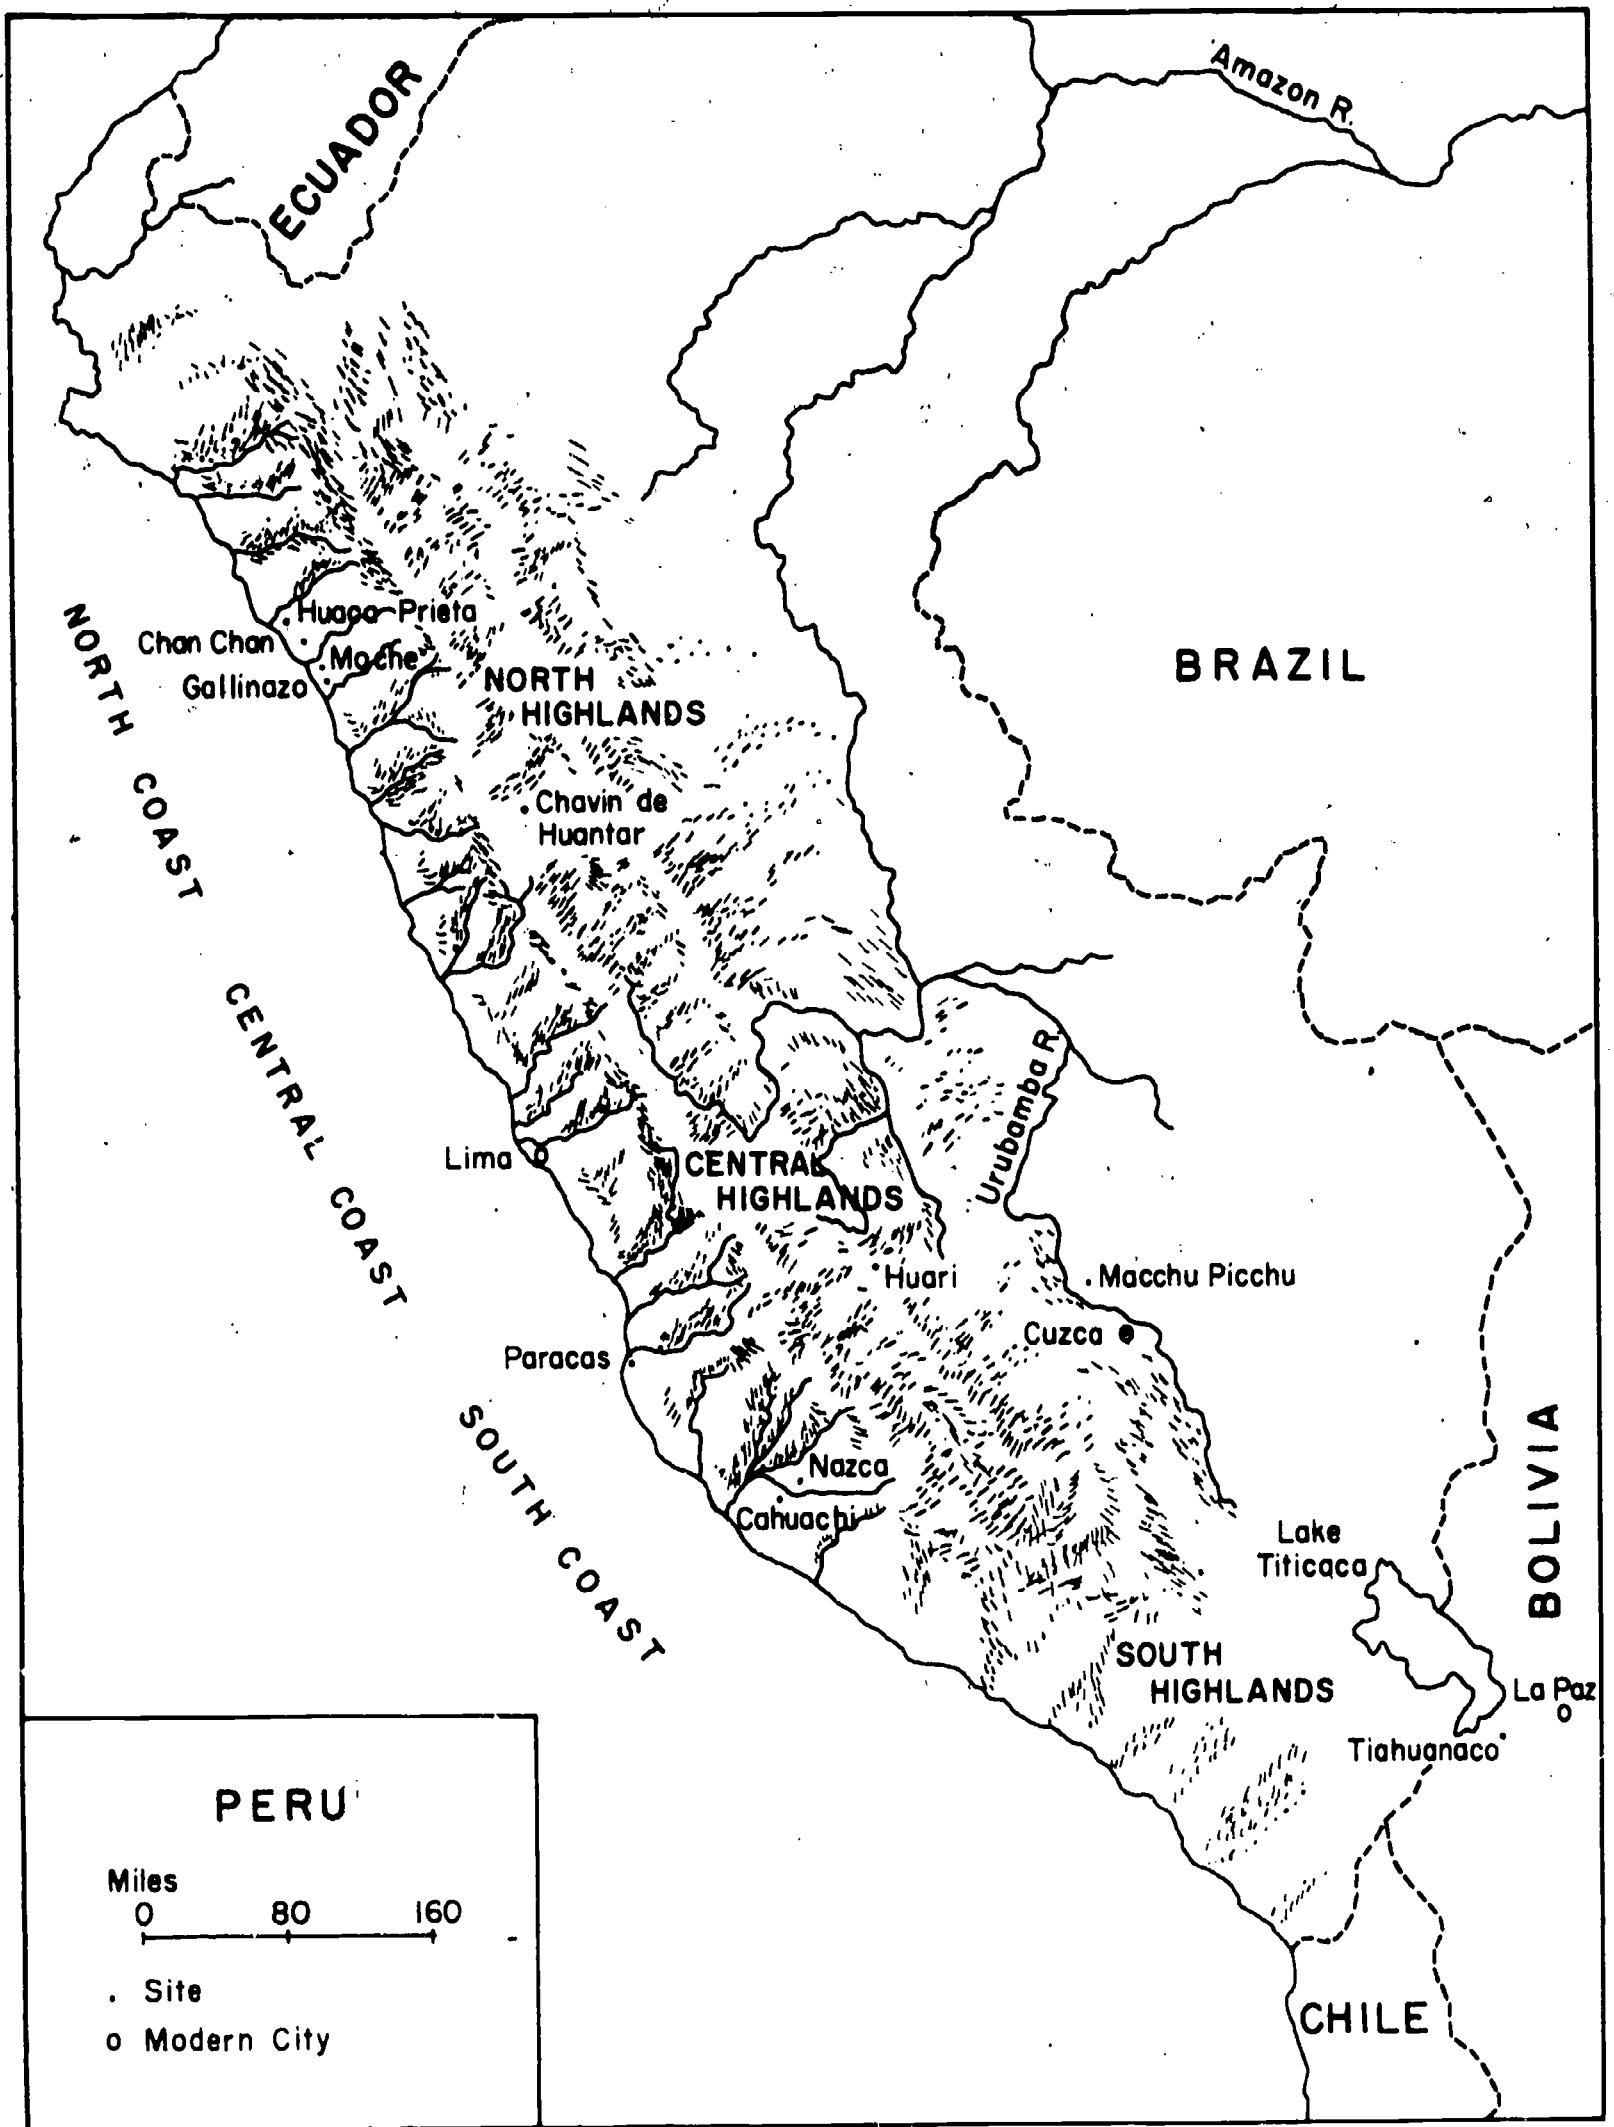 Amazon R.
ECUADOR
Huaca Prieta
Chan Chan
Moche
Gallinazo
NORTH
HIGHLANDS
BRAZIL
NORTH COAST
Chavin de
Huantar
CENTRAL COAST
Urubamba R.
Lima
CENTRAL
HIGHLANDS
Huari
Macchu Picchu
Cuzca
Paracas
SOUTH COAST
Nazca
Cahuachi
BOLIVIA
Lake
Titicaca
SOUTH
HIGHLANDS
La Paz
Tiahuanaco
PERU
Miles
0 80 160
. Site
o Modern City
CHILE